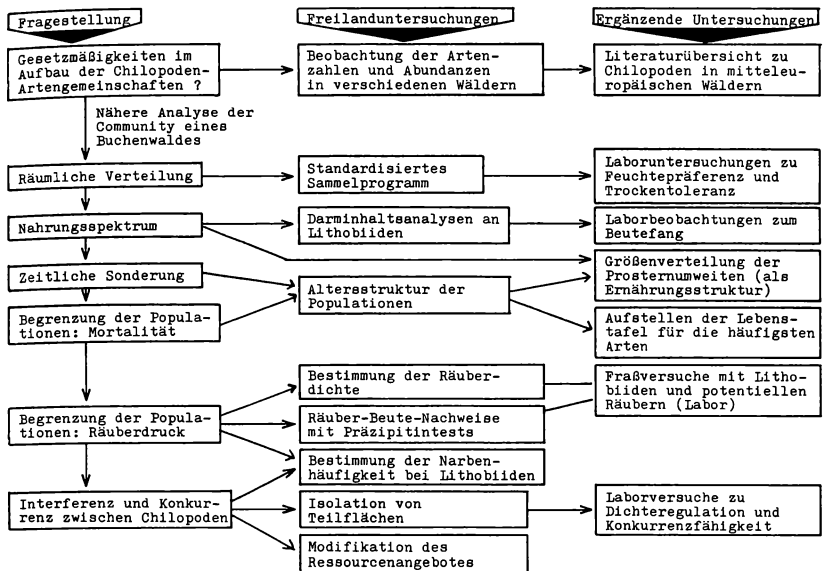 Fragestellung
Freilanduntersuchungen
Ergänzende Untersuchungen
Gesetzmäßigkeiten im
Aufbau der Chilopoden-
Artengemeinschaften ?
Beobachtung der Arten-
zahlen und Abundanzen
in verschiedenen Wäldern
Literaturübersicht zu
Chilopoden in mitteleu-
ropäischen Wäldern
Nähere Analyse der
Community eines
Buchenwaldes
Räumliche Verteilung
Standardisiertes
Sammelprogramm
Laboruntersuchungen zu
Feuchtepräferenz und
Trockentoleranz
Nahrungsspektrum
Darminhaltsanalysen an
Lithobiiden
Laborbeobachtungen zum
Beutefang
Zeitliche Sonderung
Altersstruktur der
Populationen
Größenverteilung der
Prosternumweiten (als
Ernährungsstruktur)
Begrenzung der Popula-
tionen: Mortalität
Aufstellen der Lebens-
tafel für die häufigsten
Arten
Bestimmung der Räuber-
dichte
Fraßversuche mit Litho-
biiden und potentiellen
Räubern (Labor)
Begrenzung der Popula-
tionen: Räuberdruck
Räuber-Beute-Nachweise
mit Präzipitintests
Bestimmung der Narben-
häufigkeit bei Lithobiiden
Interferenz und Konkur-
renz zwischen Chilopoden
Isolation von
Teilflächen
Laborversuche zu
Dichteregulation und
Konkurrenzfähigkeit
Modifikation des
Ressourcenangebotes